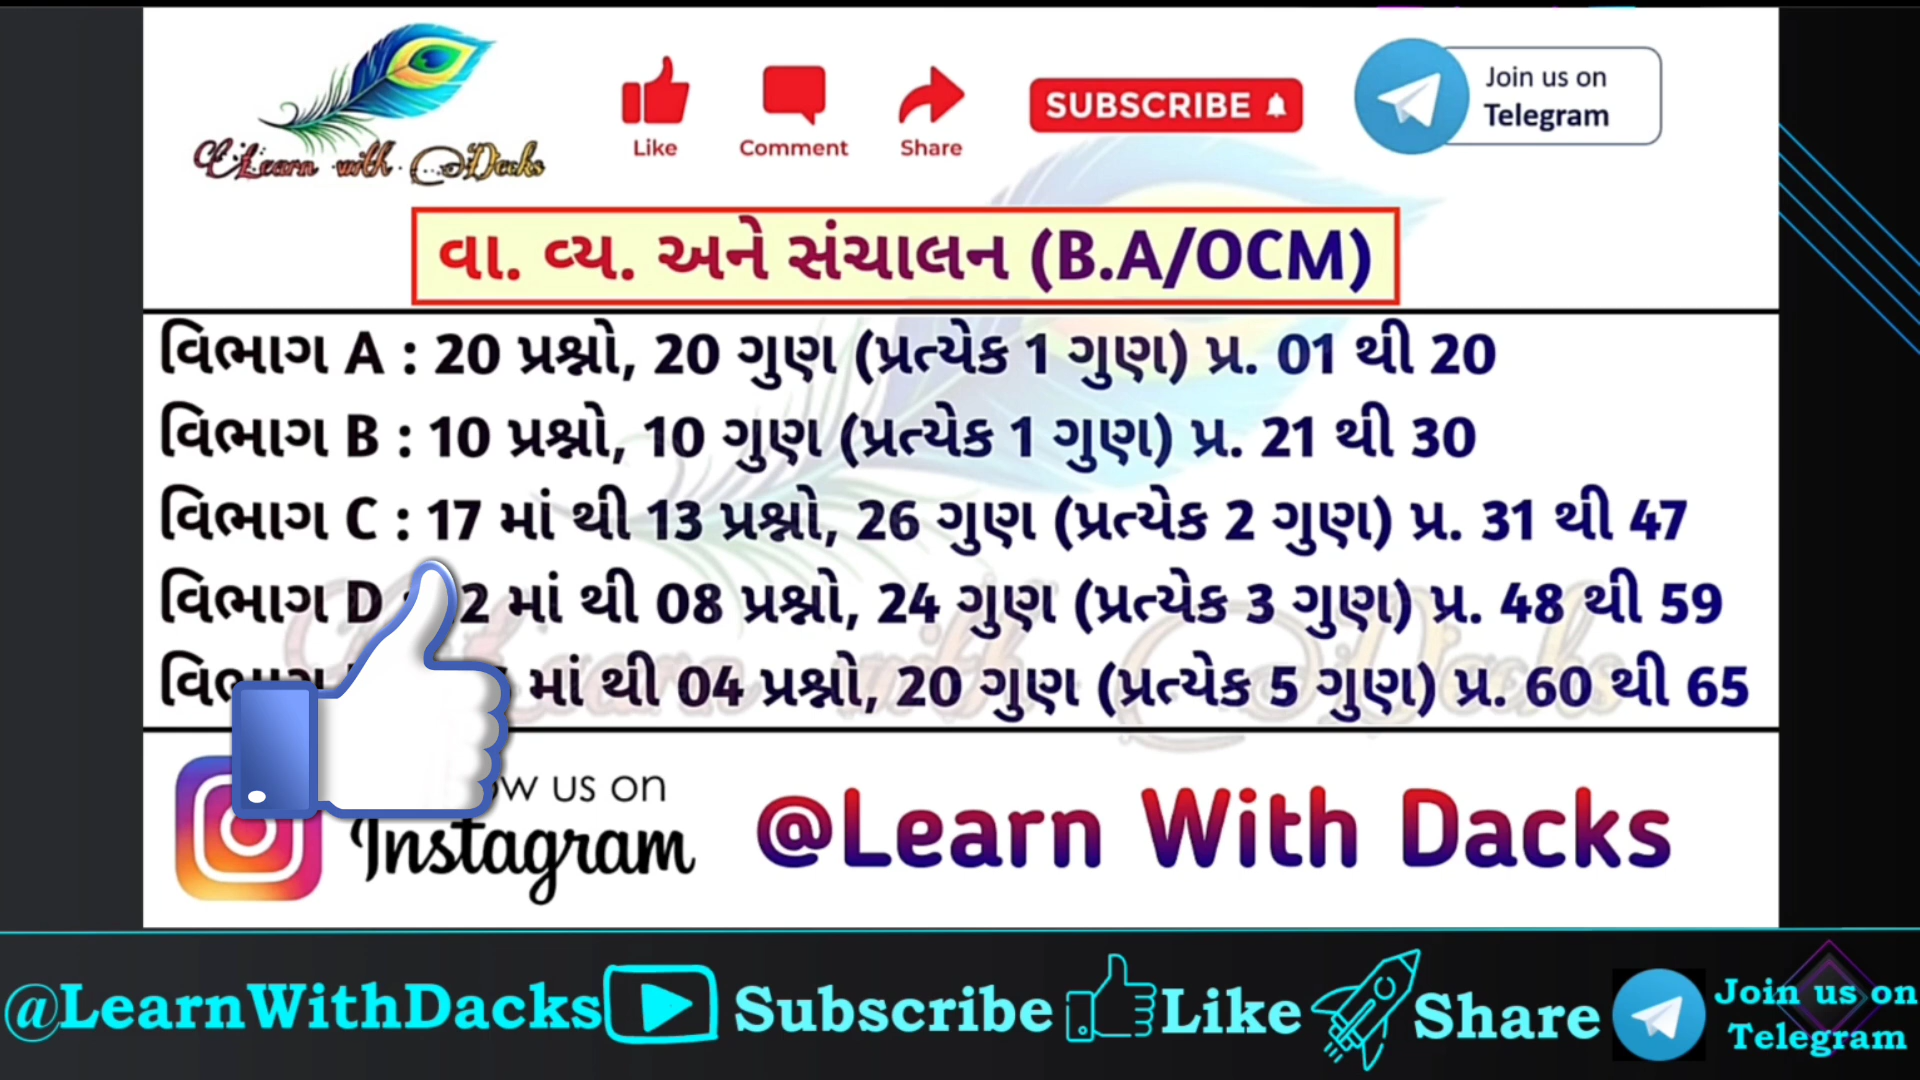 Learn with Dacks
Like
Comment
Share
SUBSCRIBE
Join us on
Telegram
વા. વ્ય. અને સંચાલન (B.A/OCM)
વિભાગ A : 20 પ્રશ્નો, 20 ગુણ (પ્રત્યેક 1 ગુણ) પ્ર. 01 થી 20
વિભાગ B : 10 પ્રશ્નો, 10 ગુણ (પ્રત્યેક 1 ગુણ) પ્ર. 21 થી 30
વિભાગ C : 17 માં થી 13 પ્રશ્નો, 26 ગુણ (પ્રત્યેક 2 ગુણ) પ્ર. 31 થી 47
વિભાગ D માં થી 08 પ્રશ્નો, 24 ગુણ (પ્રત્યેક 3 ગુણ) પ્ર. 48 થી 59
માં થી 04 પ્રશ્નો, 20 ગુણ (પ્રત્યેક 5 ગુણ) પ્ર. 60 થી 65
us on
Instagram
@Learn With Dacks
@LearnWithDacks Subscribe Like Share
Join us on
Telegram